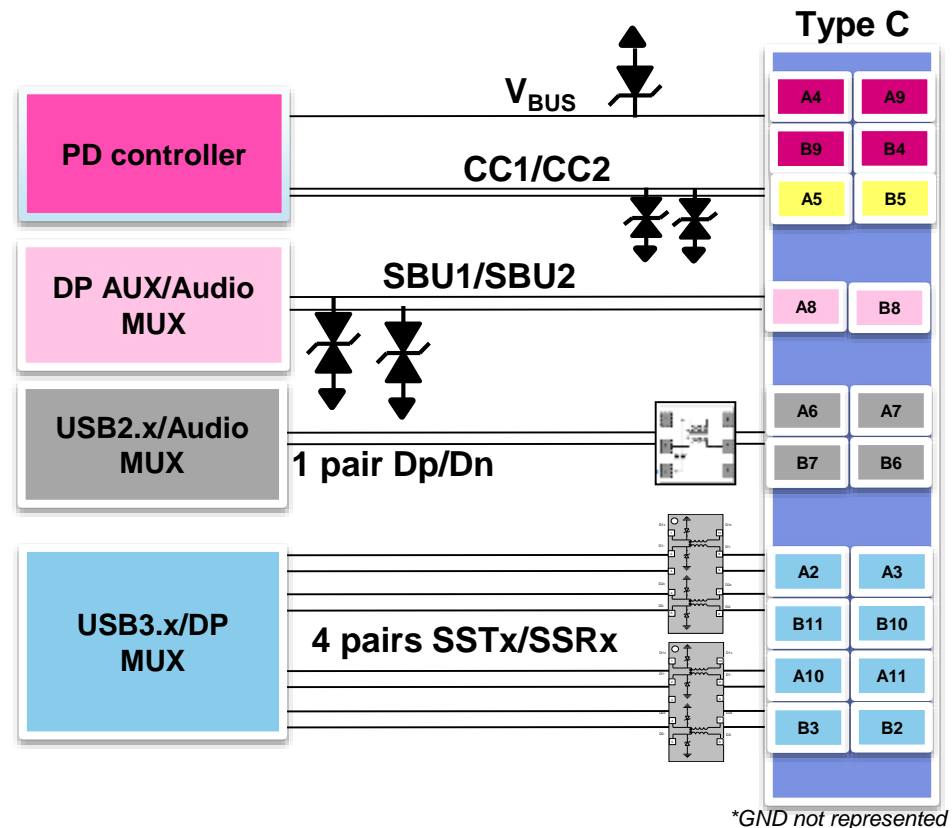 Type C
V_BUS
A4 A9
PD controller
B9 B4
CC1/CC2
A5 B5
SBU1/SBU2
DP AUX/Audio
MUX
A8 B8
USB2.x/Audio
MUX
A6 A7
1 pair Dp/Dn
B7 B6
A2 A3
USB3.x/DP
MUX
4 pairs SSTx/SSRx
B11 B10
A10 A11
B3 B2
*GND not represented